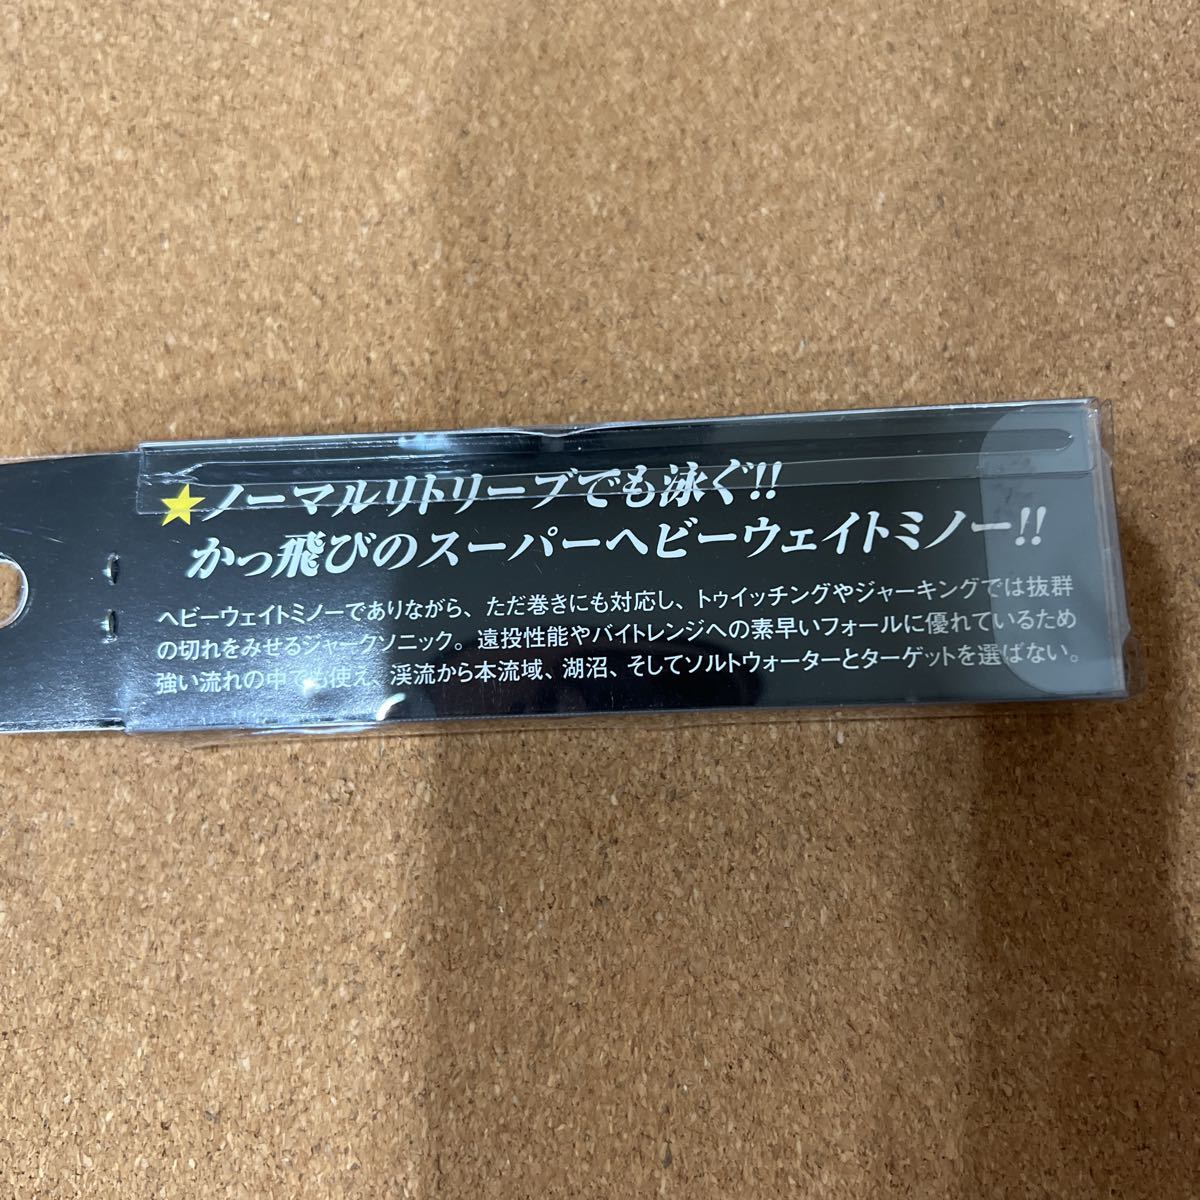 ★ノーマルリトリーブでも泳ぐ!!
かっ飛びのスーパーヘビーウェイトミノー!!
ヘビーウェイトミノーでありながら、ただ巻きにも対応し、トゥイッチングやジャーキングでは抜群
の切れをみせるジャークソニック。遠投性能やバイトレンジへの素早いフォールに優れているため
強い流れの中でも使え、渓流から本流域、湖沼、そしてソルトウォーターとターゲットを選ばない。